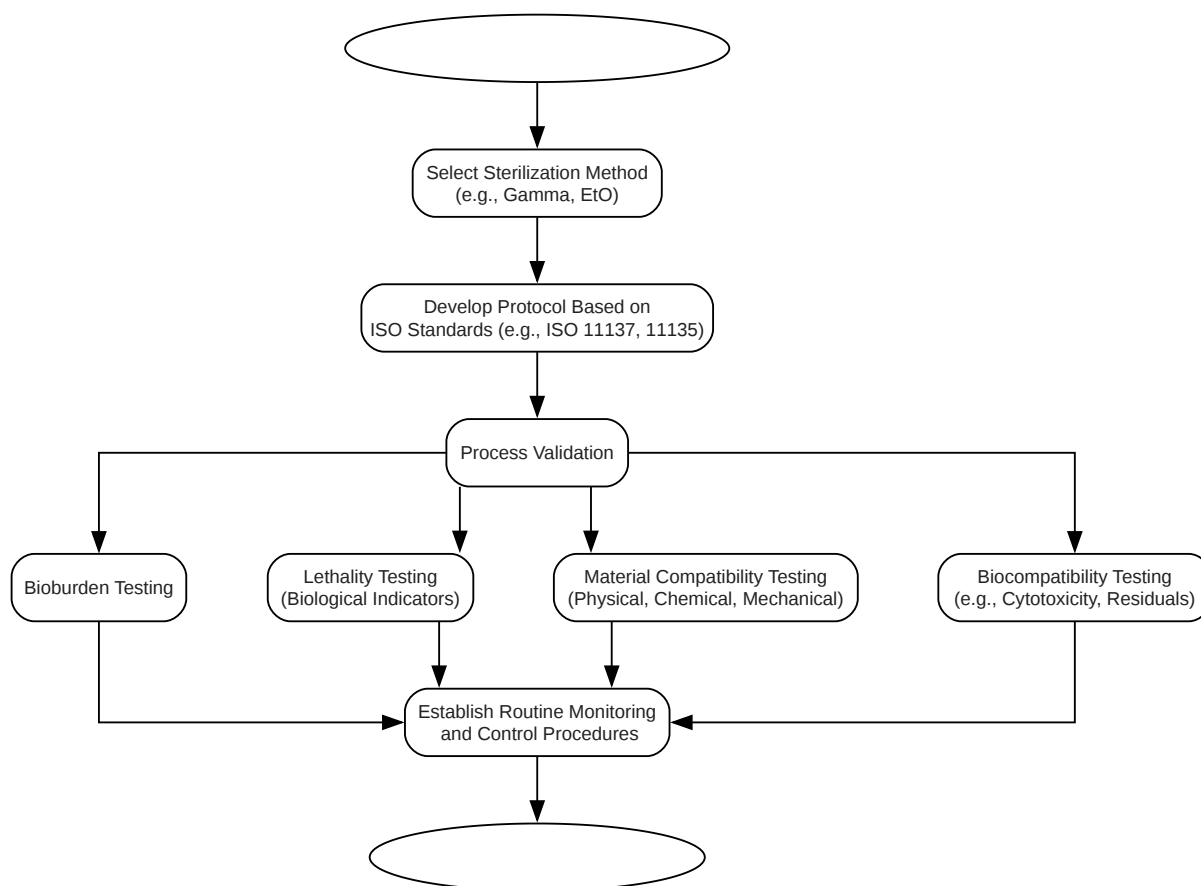 Select Sterilization Method
(e.g., Gamma, EtO)
Develop Protocol Based on
ISO Standards (e.g., ISO 11137, 11135)
Process Validation
Bioburden Testing
Lethality Testing
(Biological Indicators)
Material Compatibility Testing
(Physical, Chemical, Mechanical)
Biocompatibility Testing
(e.g., Cytotoxicity, Residuals)
Establish Routine Monitoring
and Control Procedures